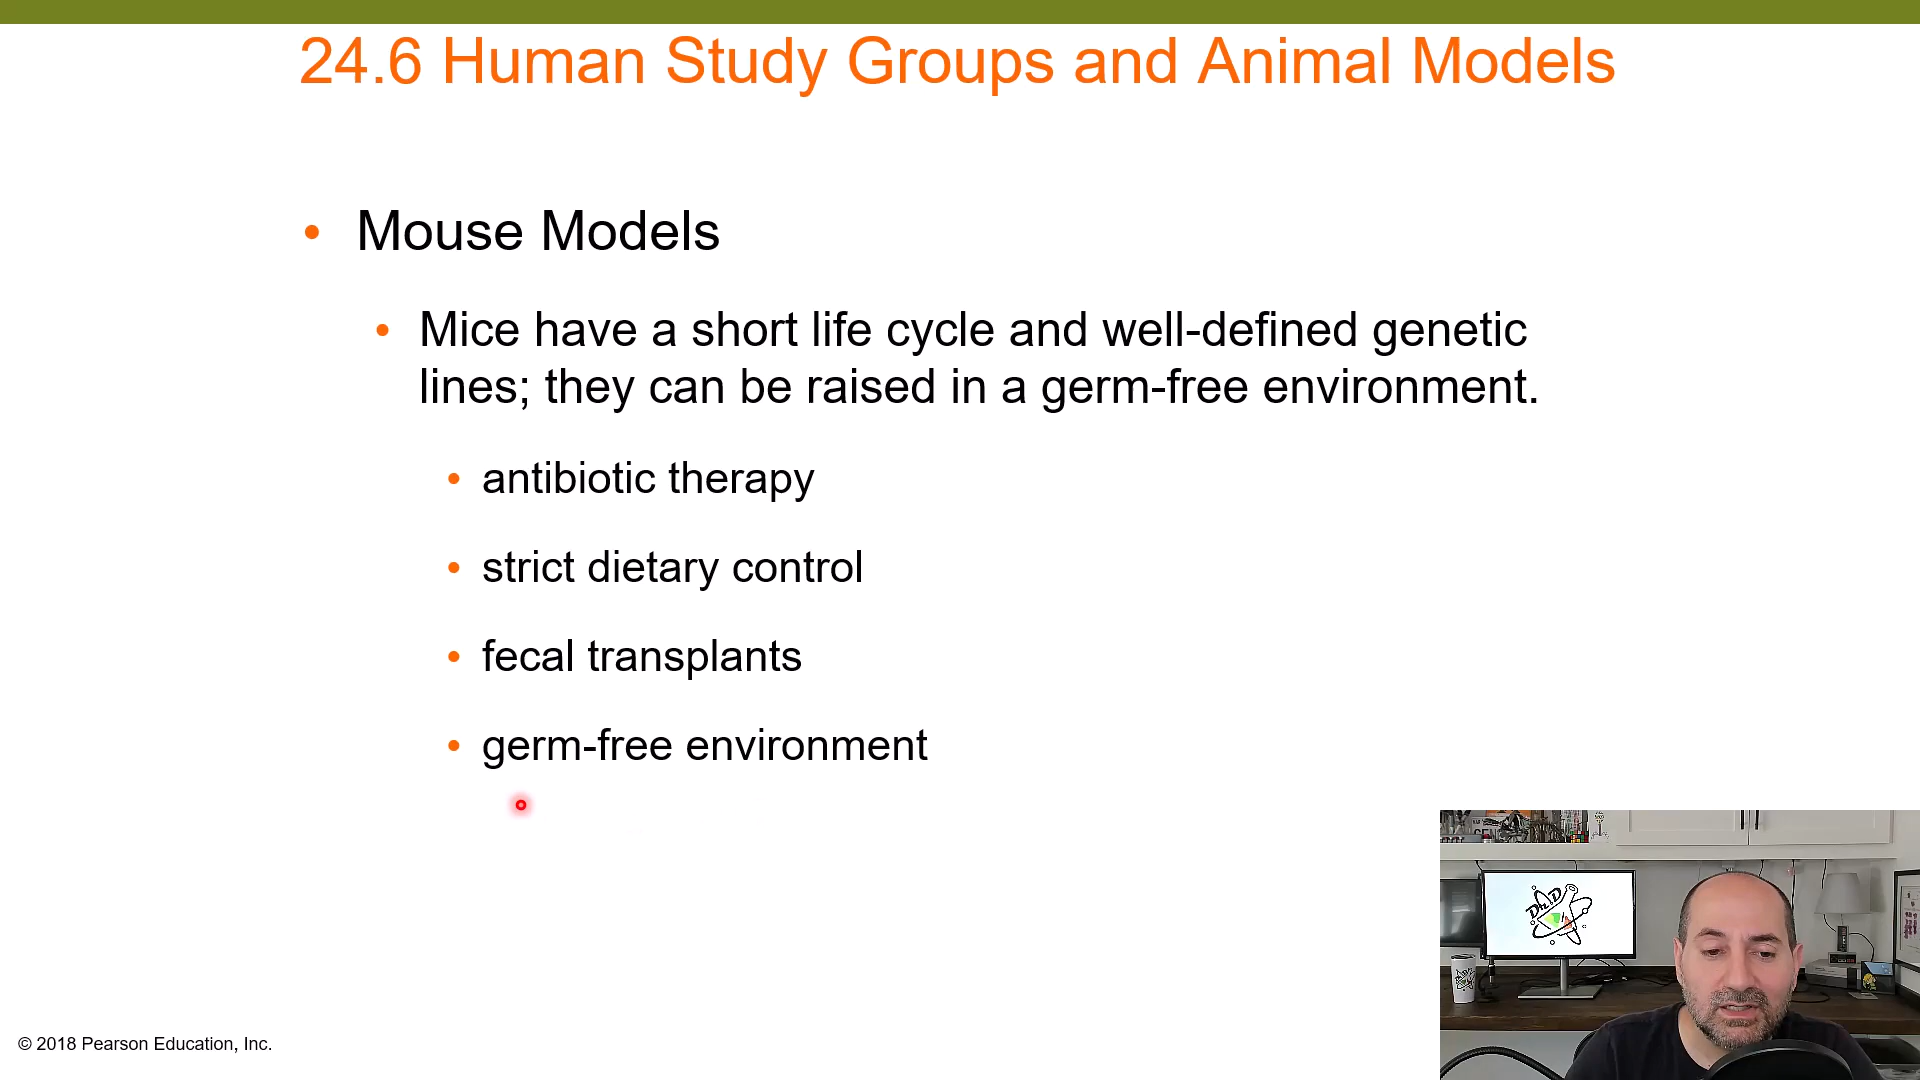 24.6 Human Study Groups and Animal Models
• Mouse Models
• Mice have a short life cycle and well-defined genetic
lines; they can be raised in a germ-free environment.
• antibiotic therapy
• strict dietary control
• fecal transplants
• germ-free environment
© 2018 Pearson Education, Inc.